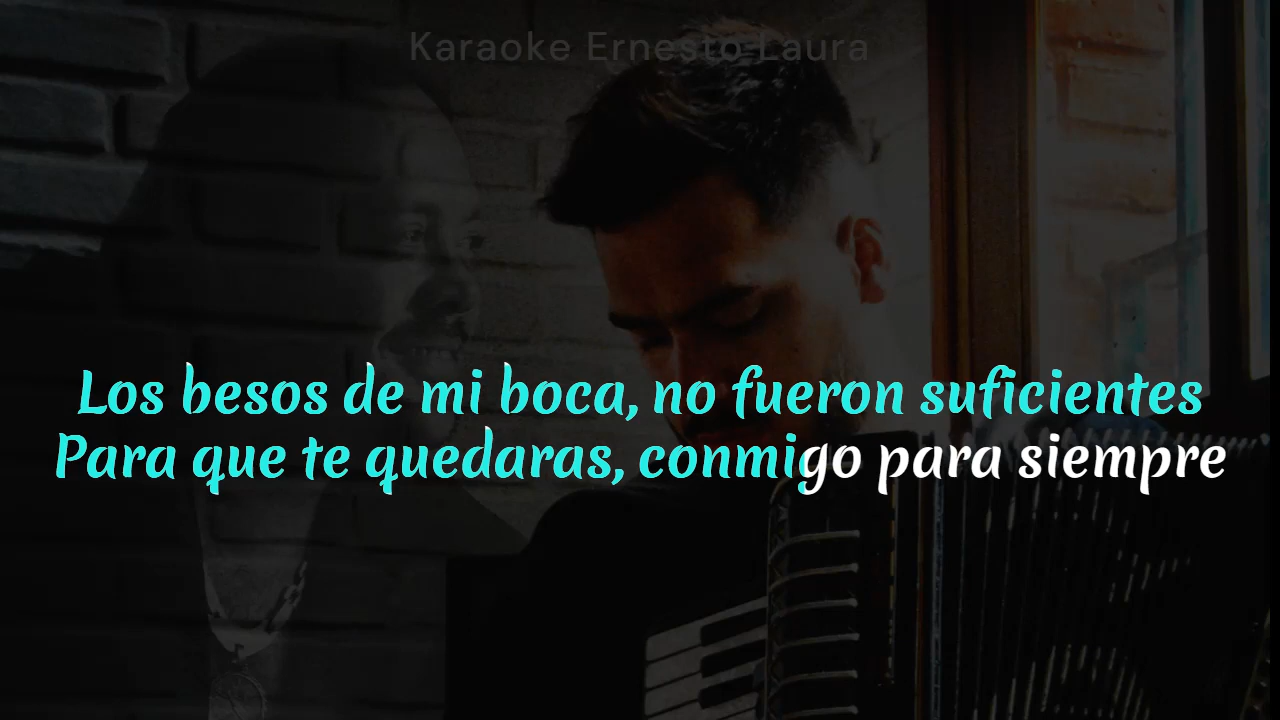 Karaoke Ernesto Laura
Los besos de mi boca, no fueron suficientes
Para que te quedaras, conmigo para siempre